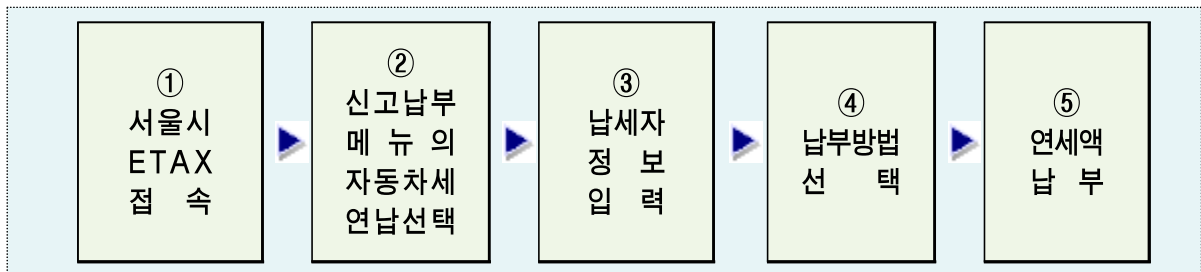 ①
서울시
ETAX
접 속
②
신고납부
메 뉴 의
자동차세
연납선택
③
납세자
정 보
입 력
④
납부방법
선 택
⑤
연세액
납 부